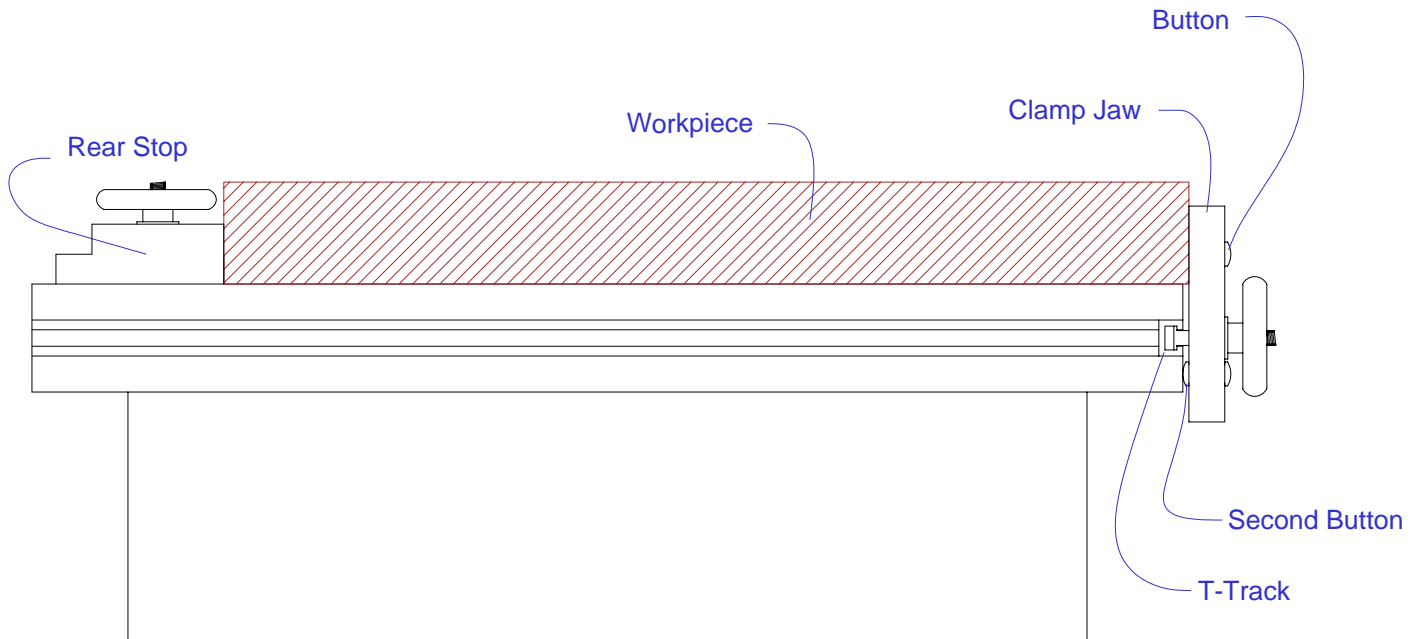 Button
Clamp Jaw
Workpiece
Rear Stop
Second Button
T-Track